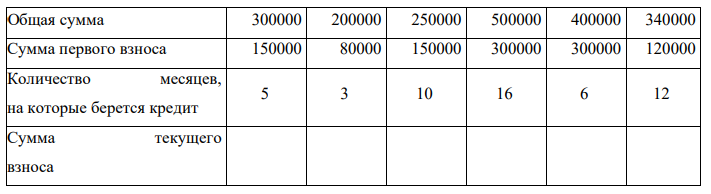 Общая сумма 300000 200000 250000 500000 400000 340000
Сумма первого взноса 150000 80000 150000 300000 300000 120000
Количество месяцев,
на которые берется кредит 5 3 10 16 6 12
Сумма текущего
взноса